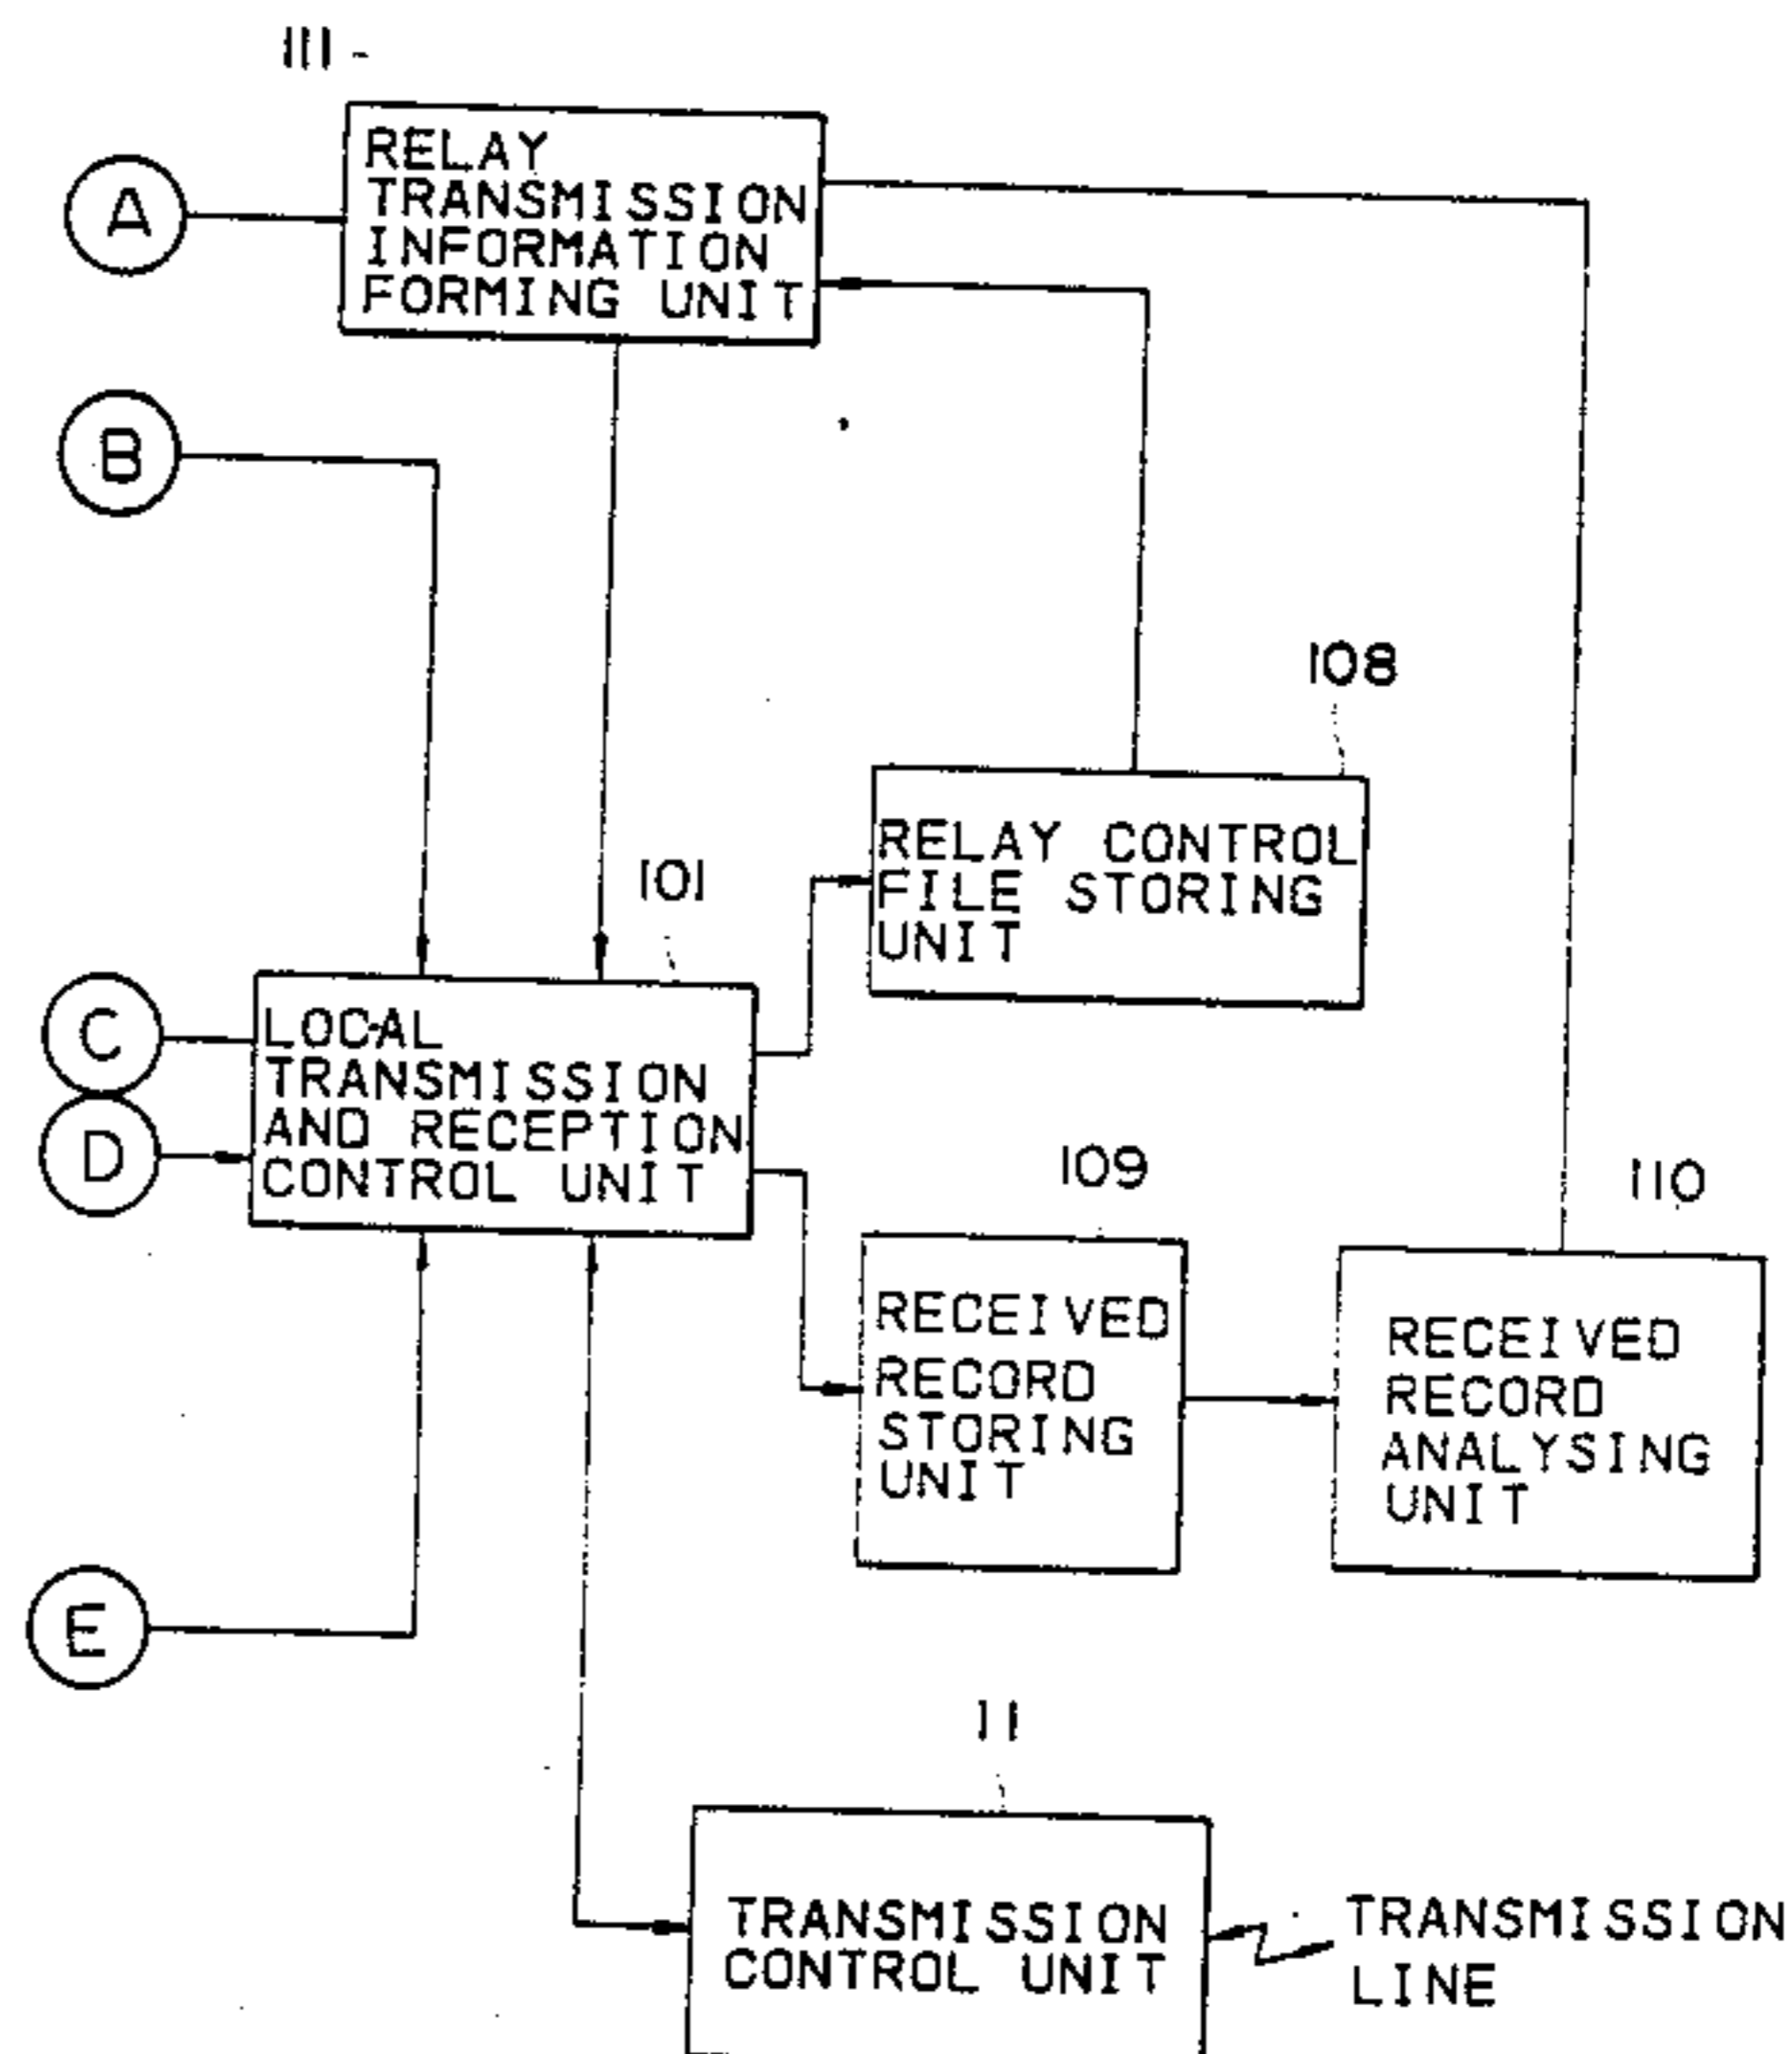 111
RELAY
TRANSMISSION
INFORMATION
FORMING UNIT
A
B
108
RELAY CONTROL
FILE STORING
UNIT
101
C
LOCAL
TRANSMISSION
AND RECEPTION
CONTROL UNIT
D
109
110
RECEIVED
RECORD
STORING
UNIT
RECEIVED
RECORD
ANALYSING
UNIT
E
11
TRANSMISSION
CONTROL UNIT
TRANSMISSION
LINE